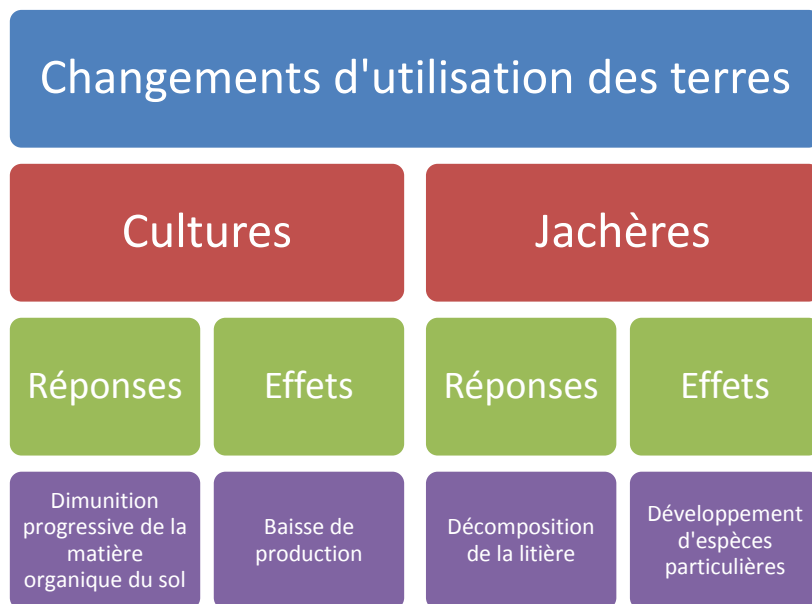 Changements d'utilisation des terres
Cultures
Jachères
Réponses
Effets
Réponses
Effets
Dimunition
progressive de la
matière
organique du sol
Baisse de
production
Décomposition
de la litière
Développement
d'espèces
particulières